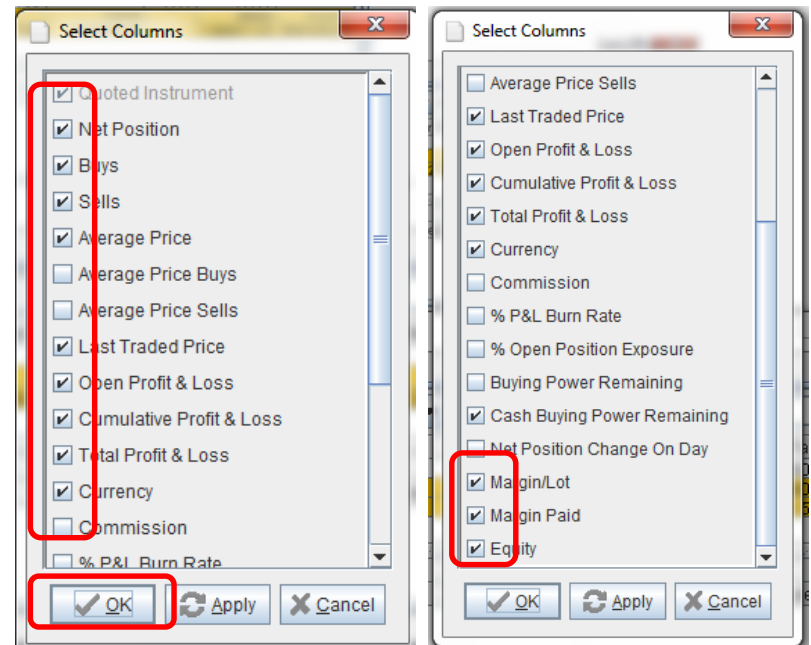 Select Columns
Quoted Instrument
Net Position
Buys
Sells
Average Price
Average Price Buys
Average Price Sells
Last Traded Price
Open Profit & Loss
Cumulative Profit & Loss
Total Profit & Loss
Currency
Commission
% P&L Burn Rate
OK
Apply
Cancel
Select Columns
Average Price Sells
Last Traded Price
Open Profit & Loss
Cumulative Profit & Loss
Total Profit & Loss
Currency
Commission
% P&L Burn Rate
% Open Position Exposure
Buying Power Remaining
Cash Buying Power Remaining
Net Position Change On Day
Margin/Lot
Margin Paid
Equity
OK
Apply
Cancel